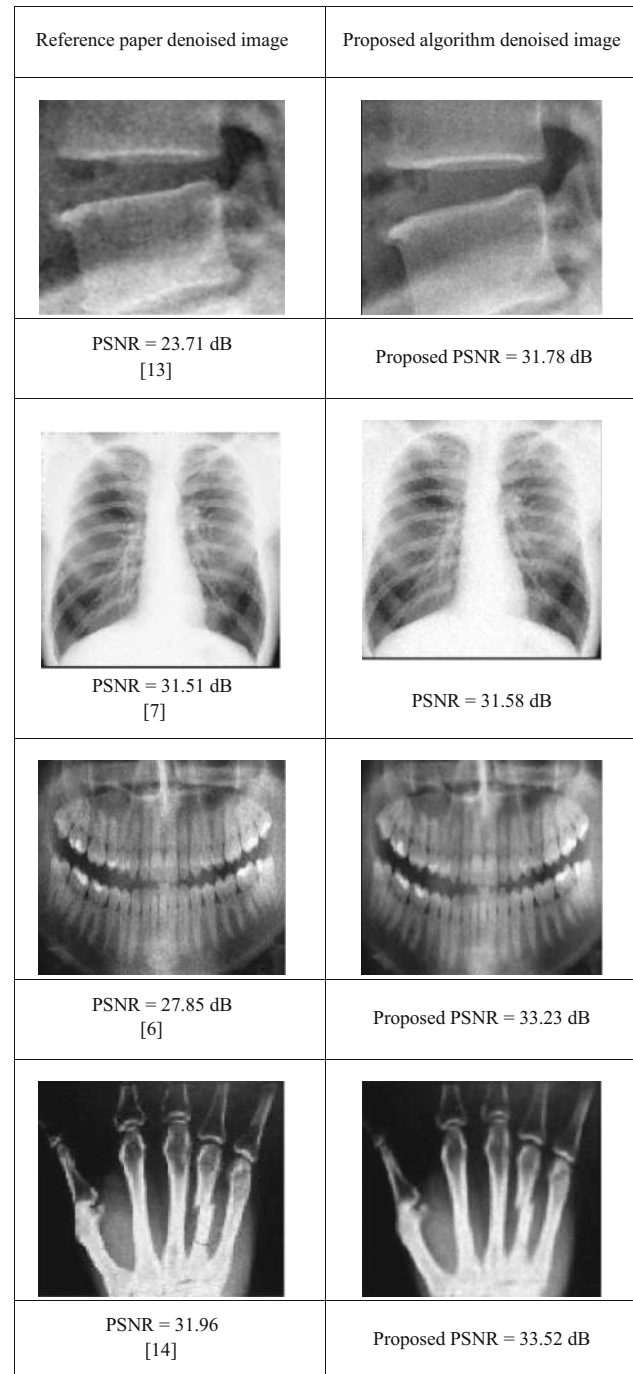 Reference paper denoised image
Proposed algorithm denoised image
PSNR = 23.71 dB
[13]
Proposed PSNR = 31.78 dB
PSNR = 31.51 dB
[7]
PSNR = 31.58 dB
PSNR = 27.85 dB
[6]
Proposed PSNR = 33.23 dB
PSNR = 31.96
[14]
Proposed PSNR = 33.52 dB